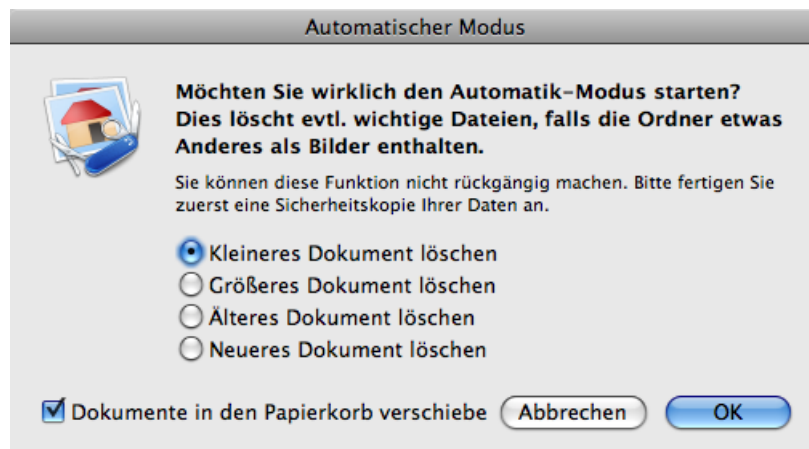 Automatischer Modus
Möchten Sie wirklich den Automatik-Modus starten?
Dies löscht evtl. wichtige Dateien, falls die Ordner etwas
Anderes als Bilder enthalten.
Sie können diese Funktion nicht rückgängig machen. Bitte fertigen Sie
zuerst eine Sicherheitskopie Ihrer Daten an.
Kleineres Dokument löschen
Größeres Dokument löschen
Älteres Dokument löschen
Neueres Dokument löschen
Dokumente in den Papierkorb verschiebe Abbrechen OK